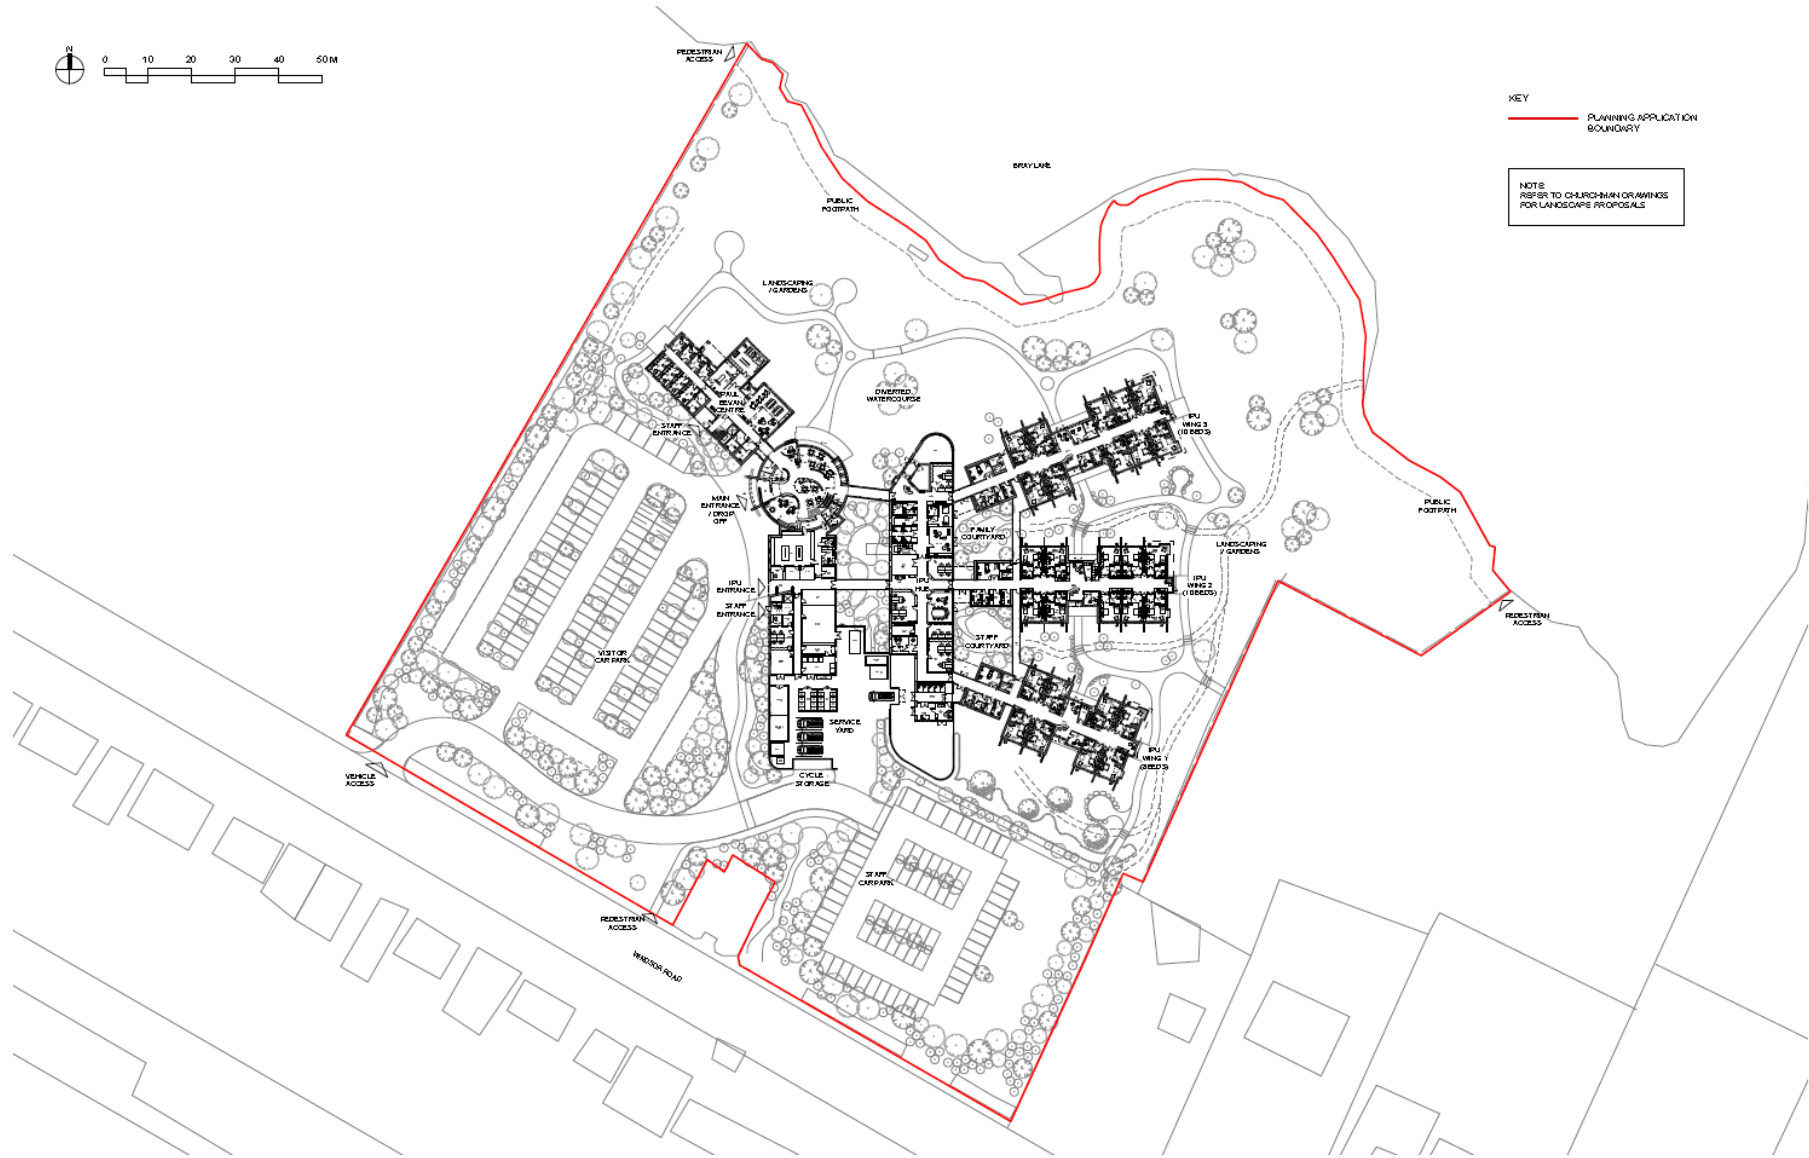 N
0 10 20 30 40 50 M
PEDESTRIAN
ACCESS
KEY
PLANNING APPLICATION
BOUNDARY
NOTE
REFER TO CHURCHMAN DRAWINGS
FOR LANDSCAPE PROPOSALS
BRAY LAKE
PUBLIC
FOOTPATH
LANDSCAPING
/ GARDENS
DIVERTED
WATERCOURSE
PAUL
BEVAN
CENTRE
STAFF
ENTRANCE
IPU
WING 3
(10 BEDS)
MAIN
ENTRANCE
/ DROP
OFF
PUBLIC
FOOTPATH
FAMILY
COURTYARD
LANDSCAPING
/ GARDENS
IPU
ENTRANCE
IPU
HUB
IPU
WING 2
(10 BEDS)
STAFF
ENTRANCE
PEDESTRIAN
ACCESS
STAFF
COURTYARD
VISITOR
CAR PARK
SERVICE
YARD
IPU
WING 1
(8 BEDS)
VEHICLE
ACCESS
CYCLE
STORAGE
STAFF
CAR PARK
PEDESTRIAN
ACCESS
WINDSOR ROAD